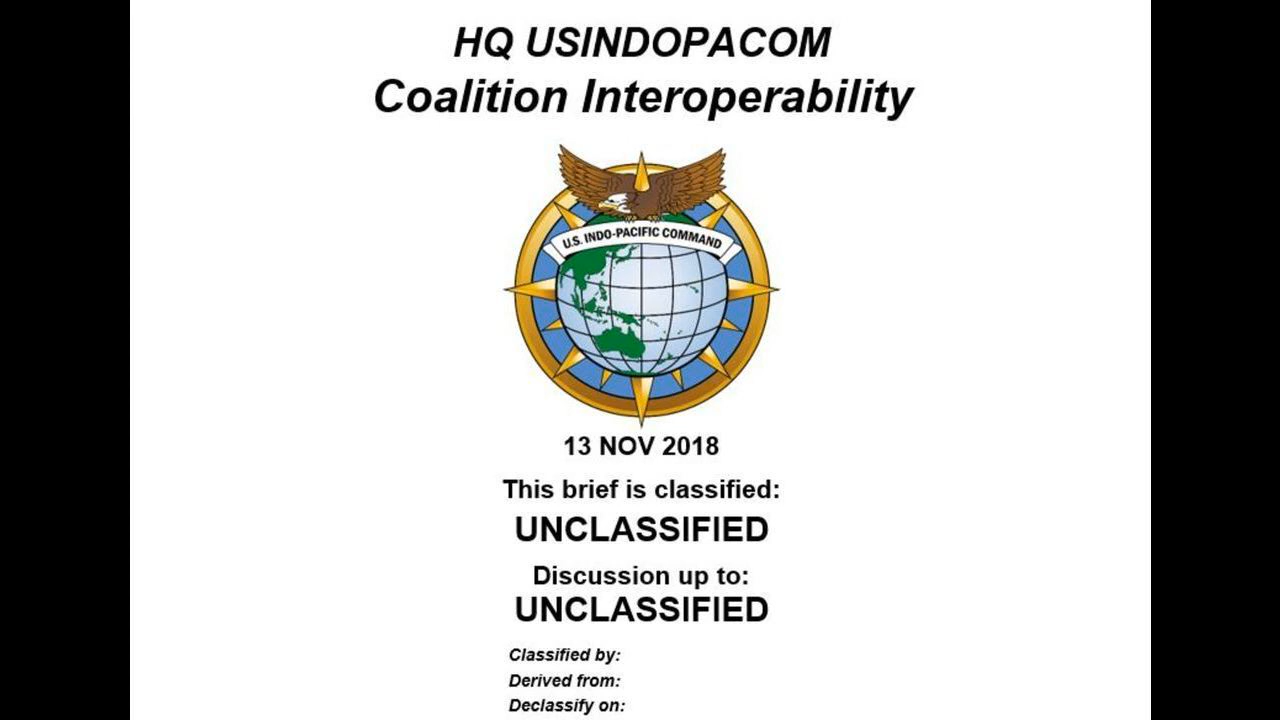 HQ USINDOPACOM
Coalition Interoperability
U.S. INDO-PACIFIC COMMAND
13 NOV 2018
This brief is classified:
UNCLASSIFIED
Discussion up to:
UNCLASSIFIED
Classified by:
Derived from:
Declassify on: